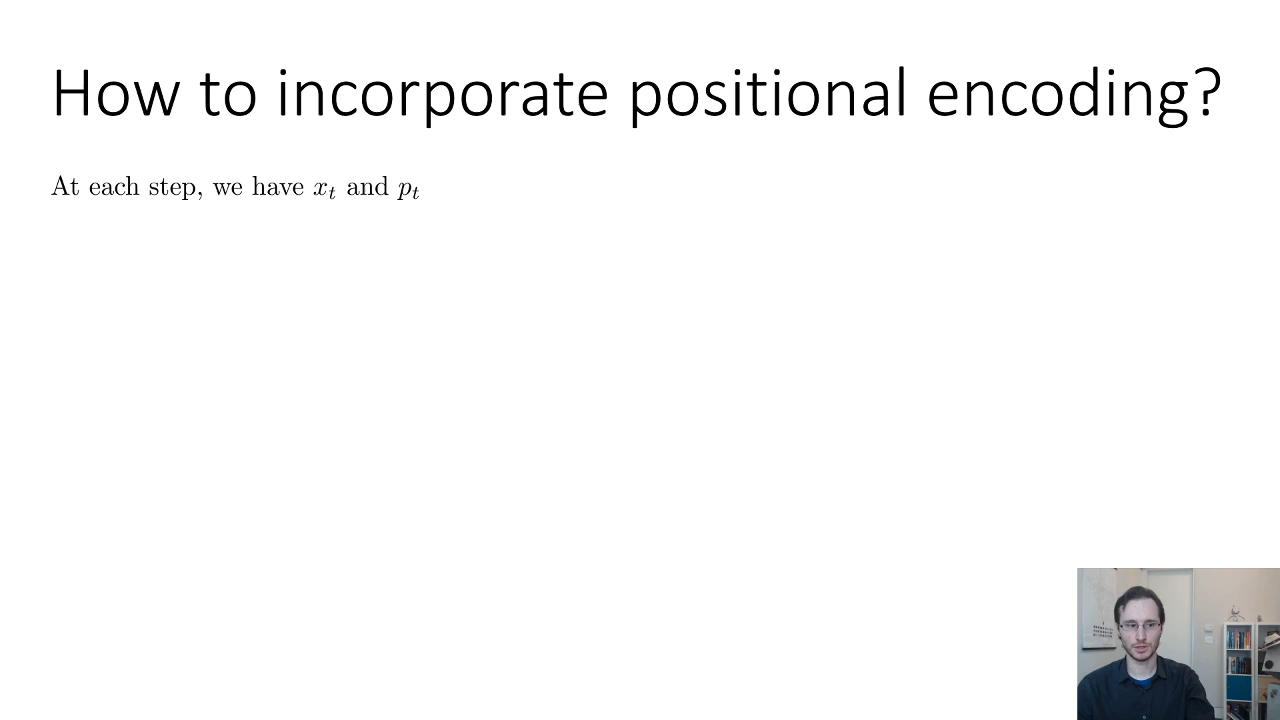 How to incorporate positional encoding?
At each step, we have $x_t$ and $p_t$